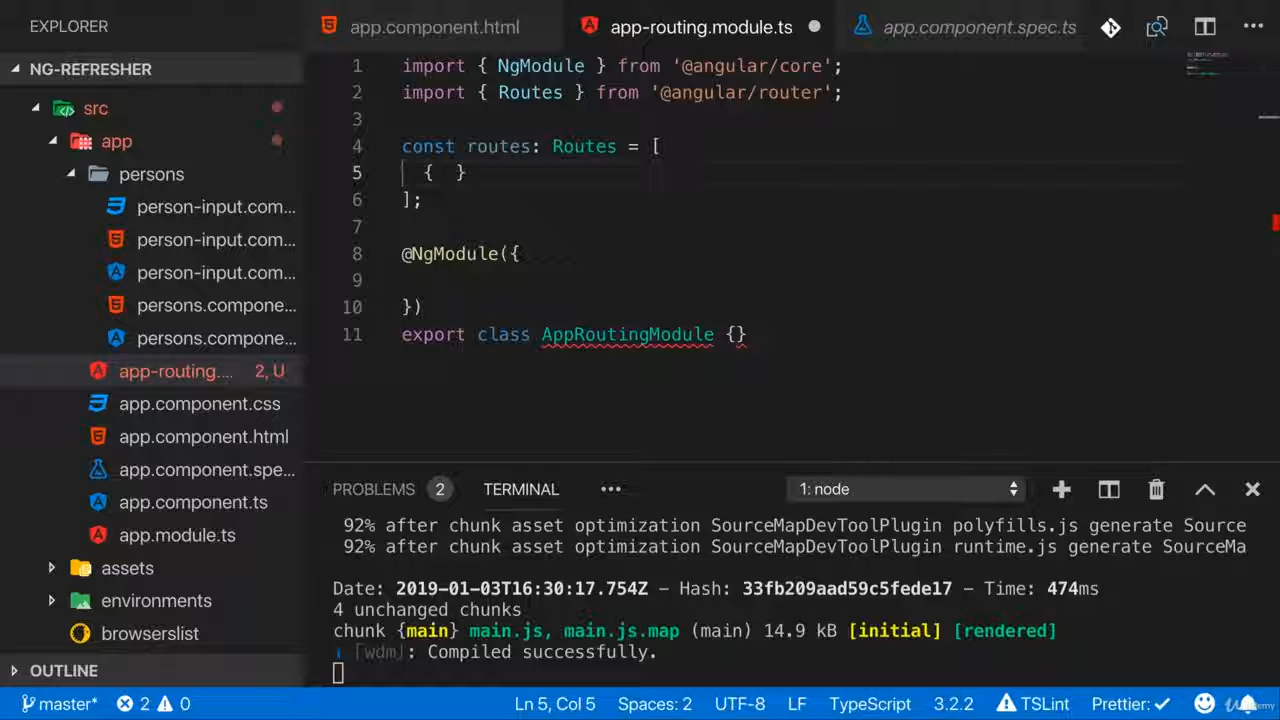 EXPLORER
app.component.html
app-routing.module.ts
app.component.spec.ts
NG-REFRESHER
src
app
persons
person-input.com...
person-input.com...
person-input.com...
persons.compone...
persons.compone...
app-routing.... 2, U
app.component.css
app.component.html
app.component.spe...
app.component.ts
app.module.ts
assets
environments
browserslist
OUTLINE
1 import { NgModule } from '@angular/core';
2 import { Routes } from '@angular/router';
3
4 const routes: Routes = [
5 { }
6 ];
7
8 @NgModule({
9
10 })
11 export class AppRoutingModule {}
PROBLEMS 2 TERMINAL ••• 1: node
92% after chunk asset optimization SourceMapDevToolPlugin polyfills.js generate Source
92% after chunk asset optimization SourceMapDevToolPlugin runtime.js generate SourceMa
Date: 2019-01-03T16:30:17.754Z - Hash: 33fb209aad59c5fede17 - Time: 474ms
4 unchanged chunks
chunk {main} main.js, main.js.map (main) 14.9 kB [initial] [rendered]
i [wdm]: Compiled successfully.
master* 2 0 Ln 5, Col 5 Spaces: 2 UTF-8 LF TypeScript 3.2.2 TSLint Prettier: ✓
Udemy